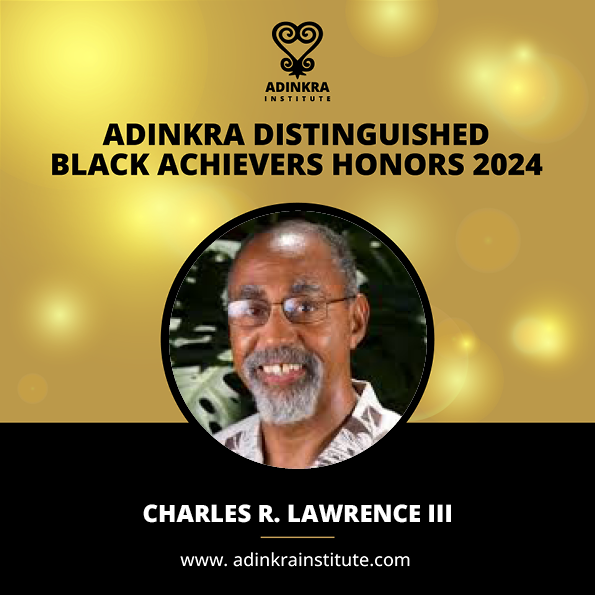 ADINKRA
INSTITUTE
ADINKRA DISTINGUISHED
BLACK ACHIEVERS HONORS 2024
CHARLES R. LAWRENCE III
www. adinkrainstitute.com